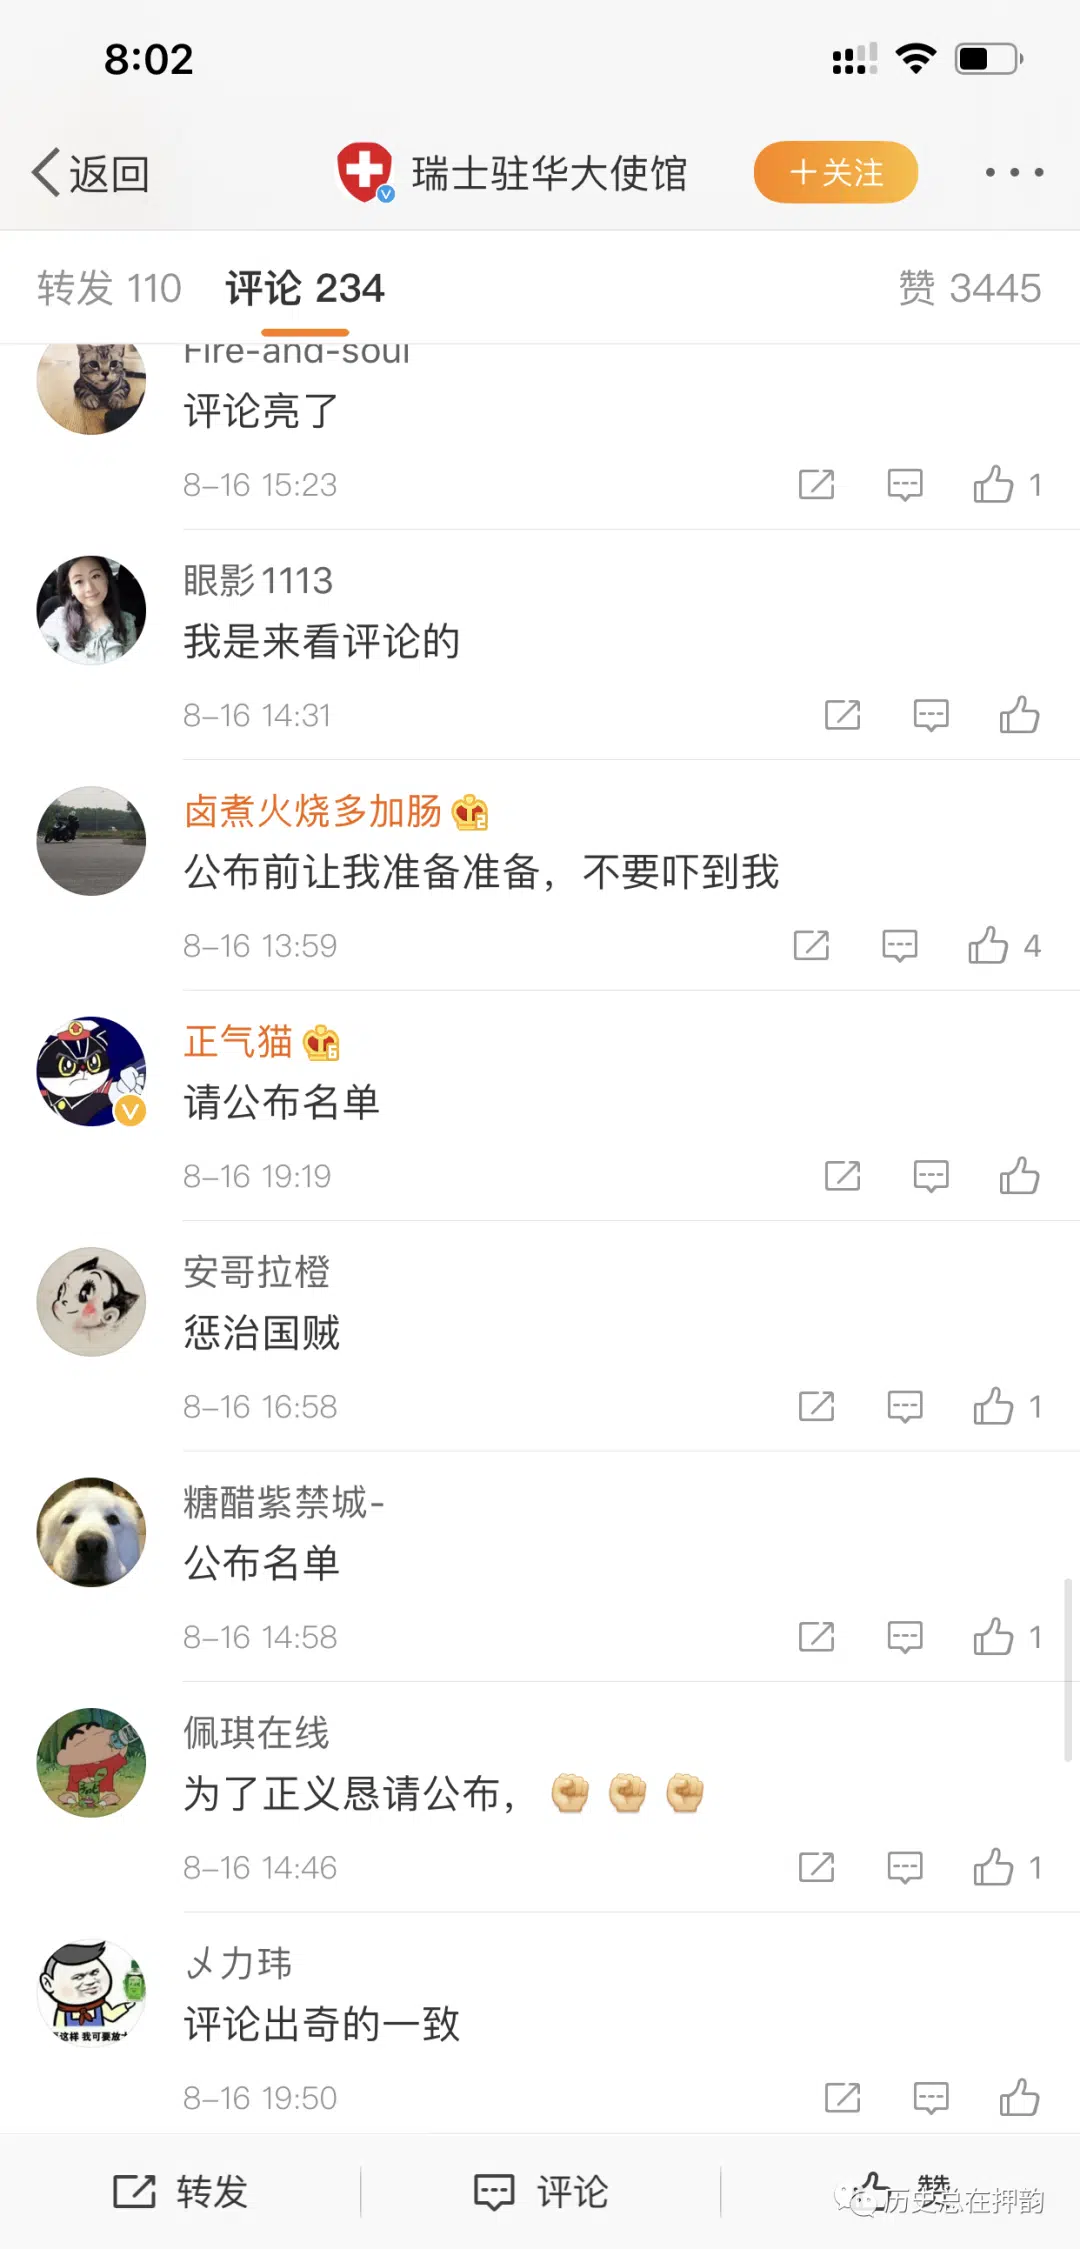 8:02
返回
瑞士驻华大使馆
+关注
转发 110
评论 234
赞 3445
Fire-and-soul
评论亮了
8-16 15:23
1
眼影1113
我是来看评论的
8-16 14:31
卤煮火烧多加肠
2
公布前让我准备准备，不要吓到我
8-16 13:59
4
正气猫
6
请公布名单
8-16 19:19
安哥拉橙
惩治国贼
8-16 16:58
1
糖醋紫禁城-
公布名单
8-16 14:58
1
佩琪在线
为了正义恳请公布，✊✊✊
8-16 14:46
1
乄力玮
评论出奇的一致
8-16 19:50
转发
评论
赞
历史总在押韵